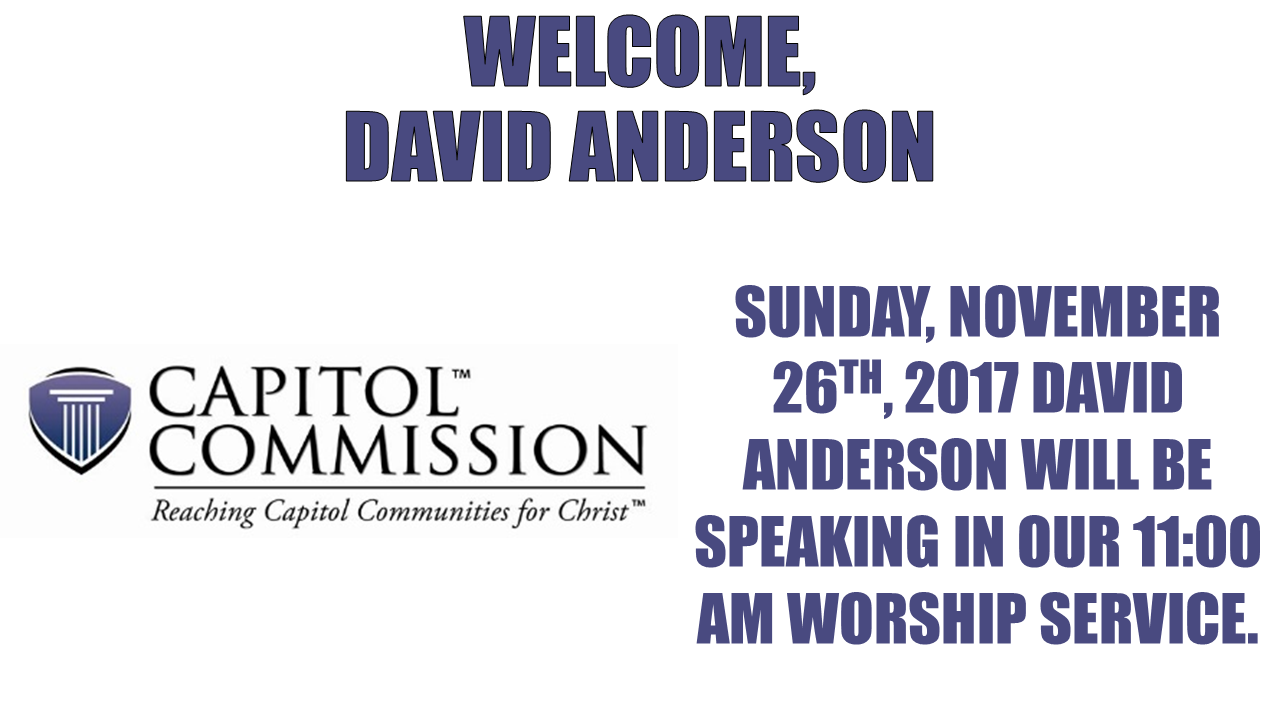 WELCOME,
DAVID ANDERSON
CAPITOL™
COMMISSION
Reaching Capitol Communities for Christ™
SUNDAY, NOVEMBER
26TH, 2017 DAVID
ANDERSON WILL BE
SPEAKING IN OUR 11:00
AM WORSHIP SERVICE.